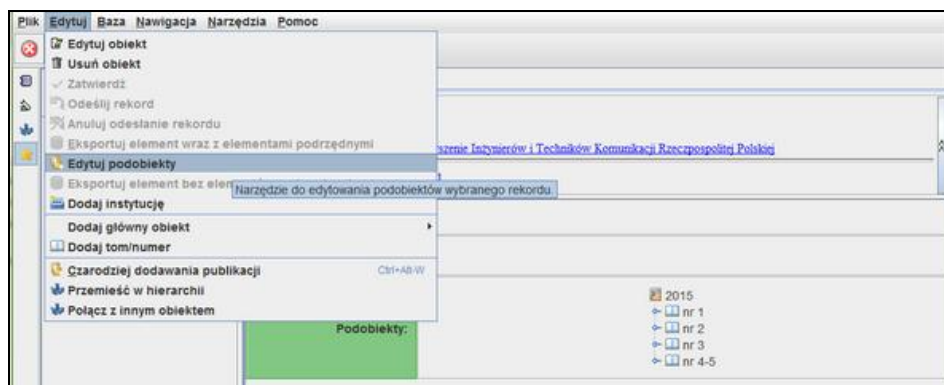 Plik Edytuj Baza Nawigacja Narzędzia Pomoc
Edytuj obiekt
Usuń obiekt
Zatwierdź
Odeślij rekord
Anuluj odesłanie rekordu
Eksportuj element wraz z elementami podrzędnymi
szenie Inżynierów i Techników Komunikacji Rzeczpospolitej Polskiej
Edytuj podobiekty
Eksportuj element bez elem
Narzędzie do edytowania podobiektów wybranego rekordu.
Dodaj instytucję
Dodaj główny obiekt
Dodaj tom/numer
Czarodziej dodawania publikacji Ctrl+Alt-W
Przemieść w hierarchii
Połącz z innym obiektem
Podobiekty:
2015
nr 1
nr 2
nr 3
nr 4-5